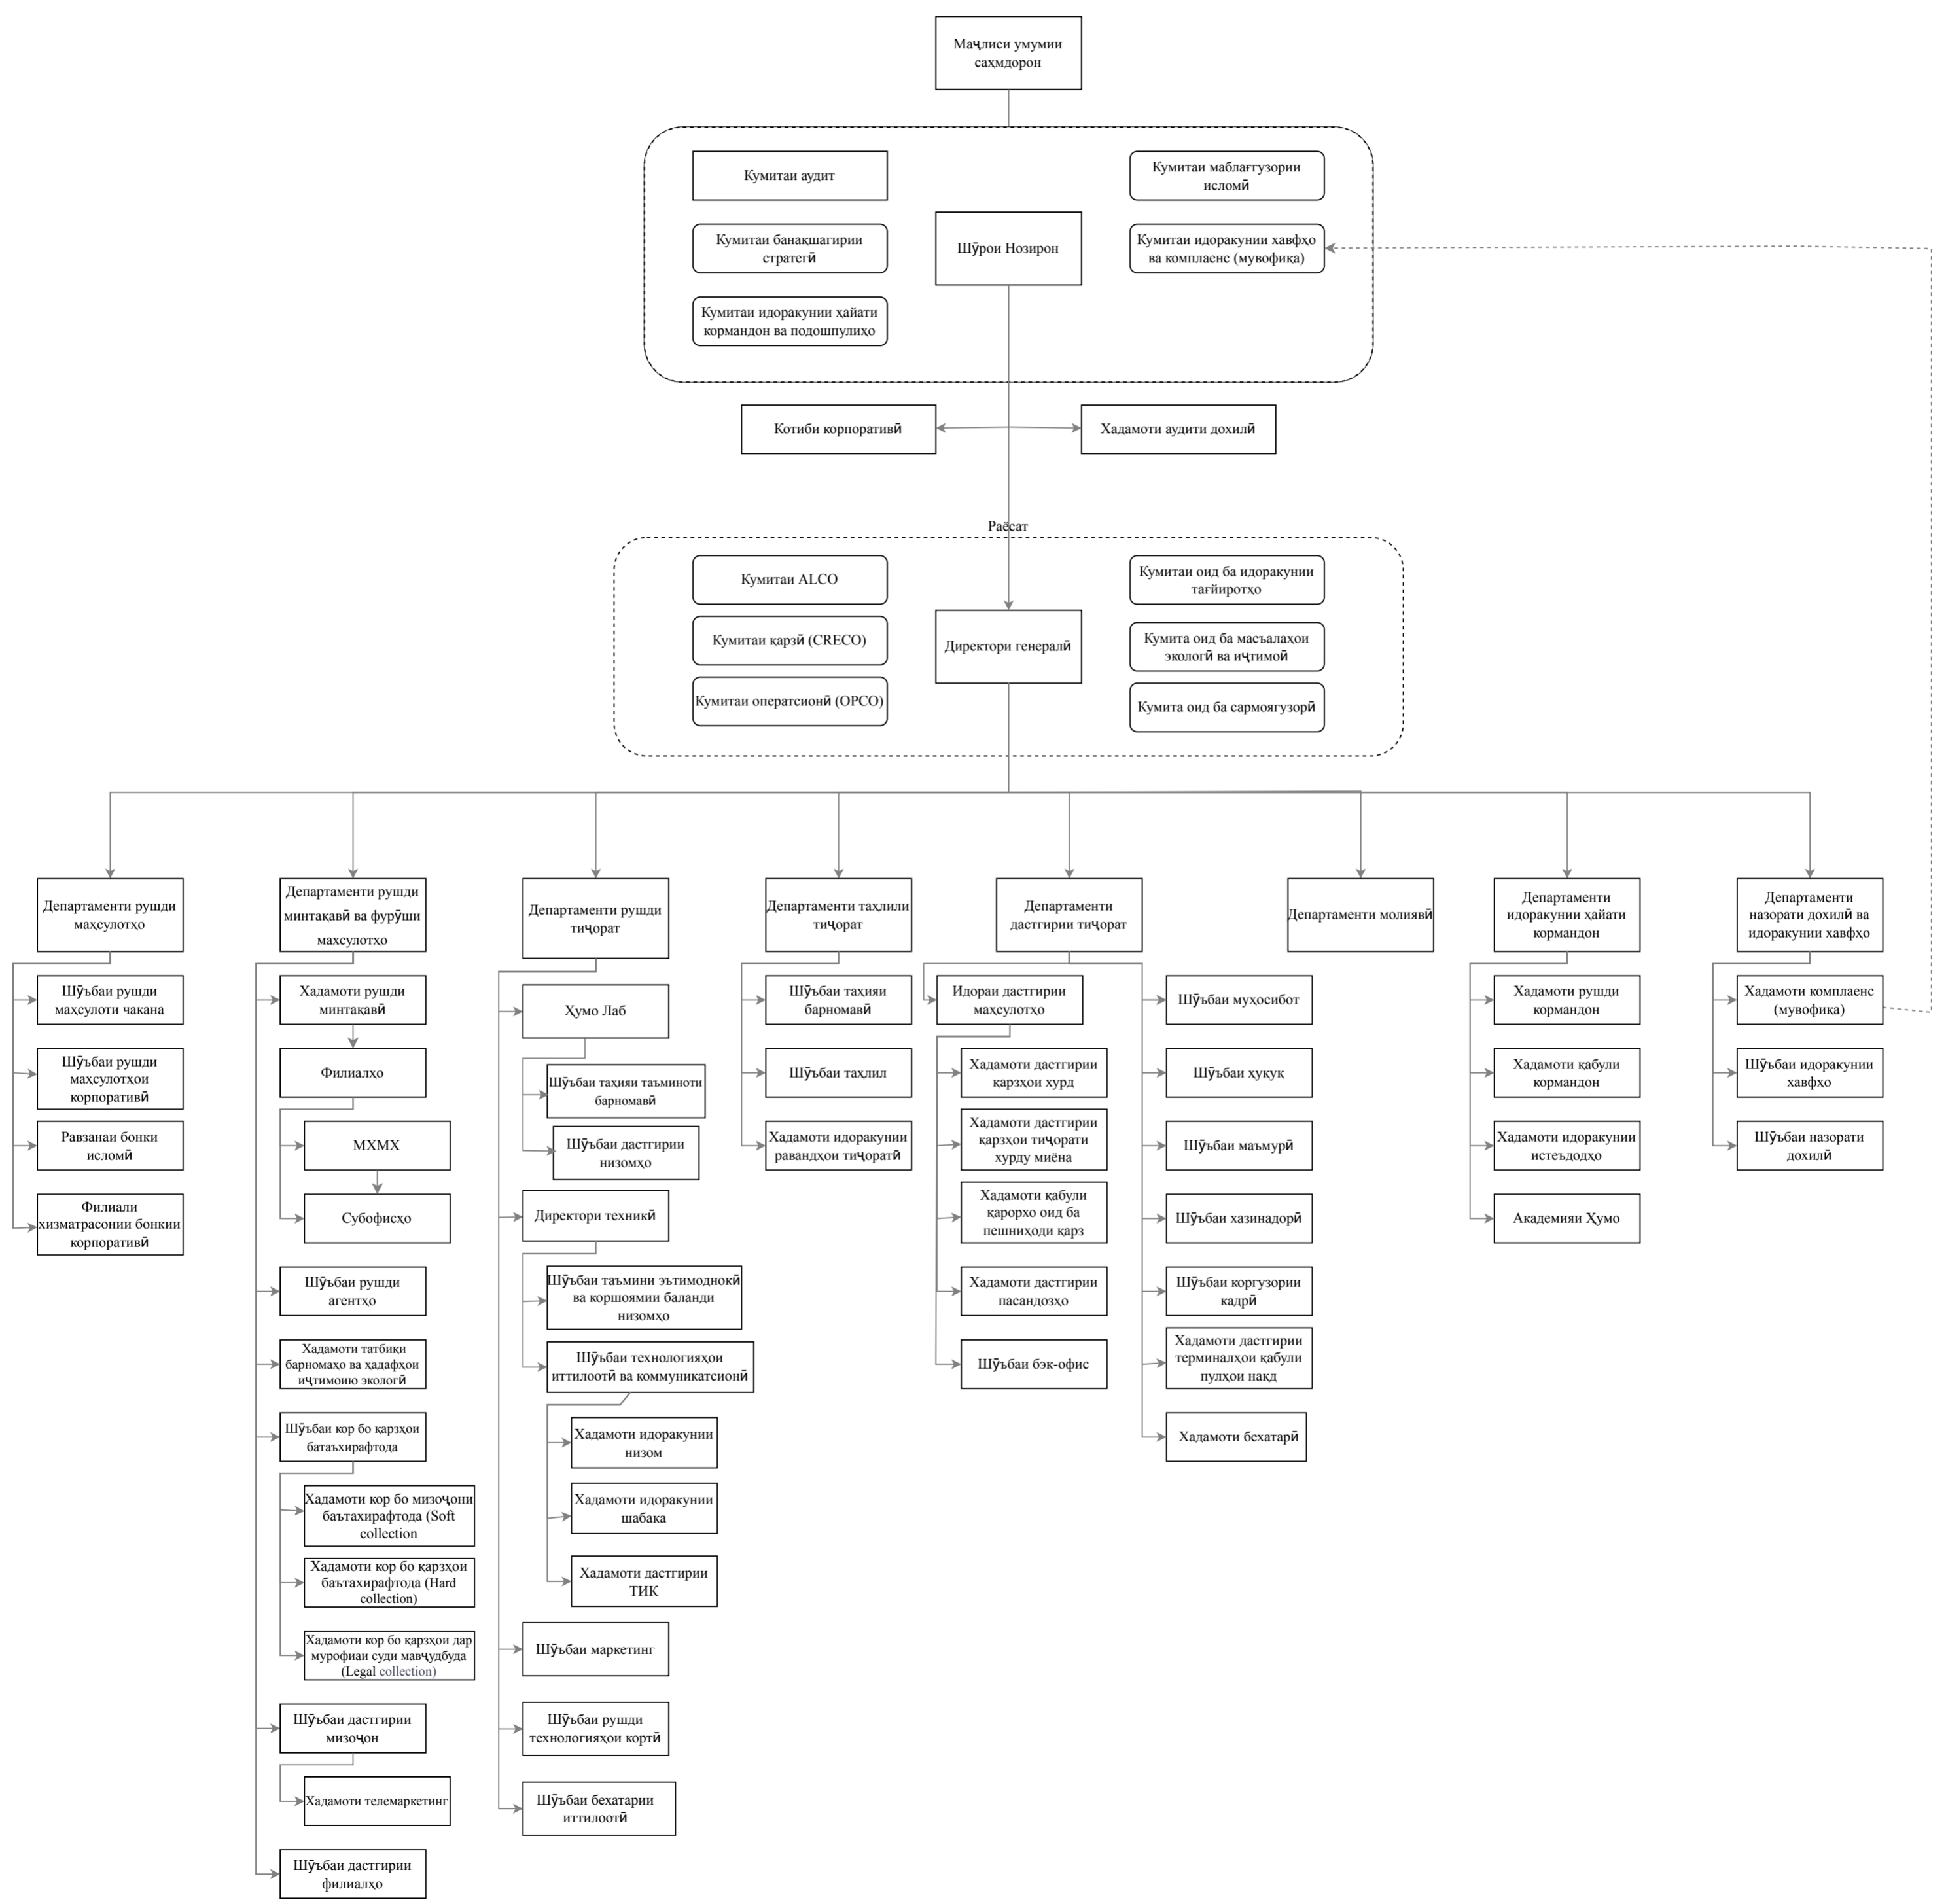 Маҷлиси умумии
саҳмдорон
Кумитаи аудит
Кумитаи маблағгузории
исломӣ
Кумитаи банақшагирии
стратегӣ
Шӯрои Нозирон
Кумитаи идоракунии хавфҳо
ва комплаенс (мувофиқа)
Кумитаи идоракунии ҳайати
кормандон ва подошпулиҳо
Котиби корпоративӣ
Хадамоти аудити дохилӣ
Раёсат
Кумитаи ALCO
Кумитаи оид ба идоракунии
тағйиротҳо
Кумитаи қарзӣ (CRECO)
Директори генералӣ
Кумита оид ба масъалаҳои
экологӣ ва иҷтимоӣ
Кумитаи оператсионӣ (OPCO)
Кумита оид ба сармоягузорӣ
Департаменти рушди
маҳсулотҳо
Шӯъбаи рушди
маҳсулоти чакана
Шӯъбаи рушди
маҳсулотҳои
корпоративӣ
Равзанаи бонки
исломӣ
Филиали
хизматрасонии бонкии
корпоративӣ
Департаменти рушди
минтақавӣ ва фурӯши
махсулотҳо
Хадамоти рушди
минтақавӣ
Филиалҳо
МХМХ
Субофисҳо
Шӯъбаи рушди
агентҳо
Хадамоти татбиқи
барномаҳо ва ҳадафҳои
иҷтимоию экологӣ
Шӯъбаи кор бо қарзҳои
батаъхирафтода
Хадамоти кор бо мизоҷони
баътахирафтода (Soft
collection
Хадамоти кор бо қарзҳои
баътахирафтода (Hard
collection)
Хадамоти кор бо қарзҳои дар
мурофиаи суди мавҷудбуда
(Legal collection)
Шӯъбаи дастгирии
мизоҷон
Хадамоти телемаркетинг
Шӯъбаи дастгирии
филиалҳо
Департаменти рушди
тиҷорат
Ҳумо Лаб
Шӯъбаи таҳияи таъминоти
барномавӣ
Шӯъбаи дастгирии
низомҳо
Директори техникӣ
Шӯъбаи таъмини эътимоднокӣ
ва коршоямии баланди
низомҳо
Шӯъбаи технологияҳои
иттилоотӣ ва коммуникатсионӣ
Хадамоти идоракунии
низом
Хадамоти идоракунии
шабака
Хадамоти дастгирии
ТИК
Шӯъбаи маркетинг
Шӯъбаи рушди
технологияҳои кортӣ
Шӯъбаи бехатарии
иттилоотӣ
Департаменти таҳлили
тиҷорат
Шӯъбаи таҳияи
барномавӣ
Шӯъбаи таҳлил
Хадамоти идоракунии
равандҳои тиҷоратӣ
Департаменти
дастгирии тиҷорат
Идораи дастгирии
маҳсулотҳо
Хадамоти дастгирии
қарзҳои хурд
Хадамоти дастгирии
қарзҳои тиҷорати
хурду миёна
Хадамоти қабули
қарорхо оид ба
пешниҳоди қарз
Хадамоти дастгирии
пасандозҳо
Шӯъбаи бэк-офис
Шӯъбаи муҳосибот
Шӯъбаи ҳуқуқ
Шӯъбаи маъмурӣ
Шӯъбаи хазинадорӣ
Шӯъбаи коргузории
кадрӣ
Хадамоти дастгирии
терминалҳои қабули
пулҳои нақд
Хадамоти бехатарӣ
Департаменти молиявӣ
Департаменти
идоракунии ҳайати
кормандон
Хадамоти рушди
кормандон
Хадамоти қабули
кормандон
Хадамоти идоракунии
истеъдодҳо
Академияи Ҳумо
Департаменти
назорати дохилӣ ва
идоракунии хавфҳо
Хадамоти комплаенс
(мувофиқа)
Шӯъбаи идоракунии
хавфҳо
Шӯъбаи назорати
дохилӣ